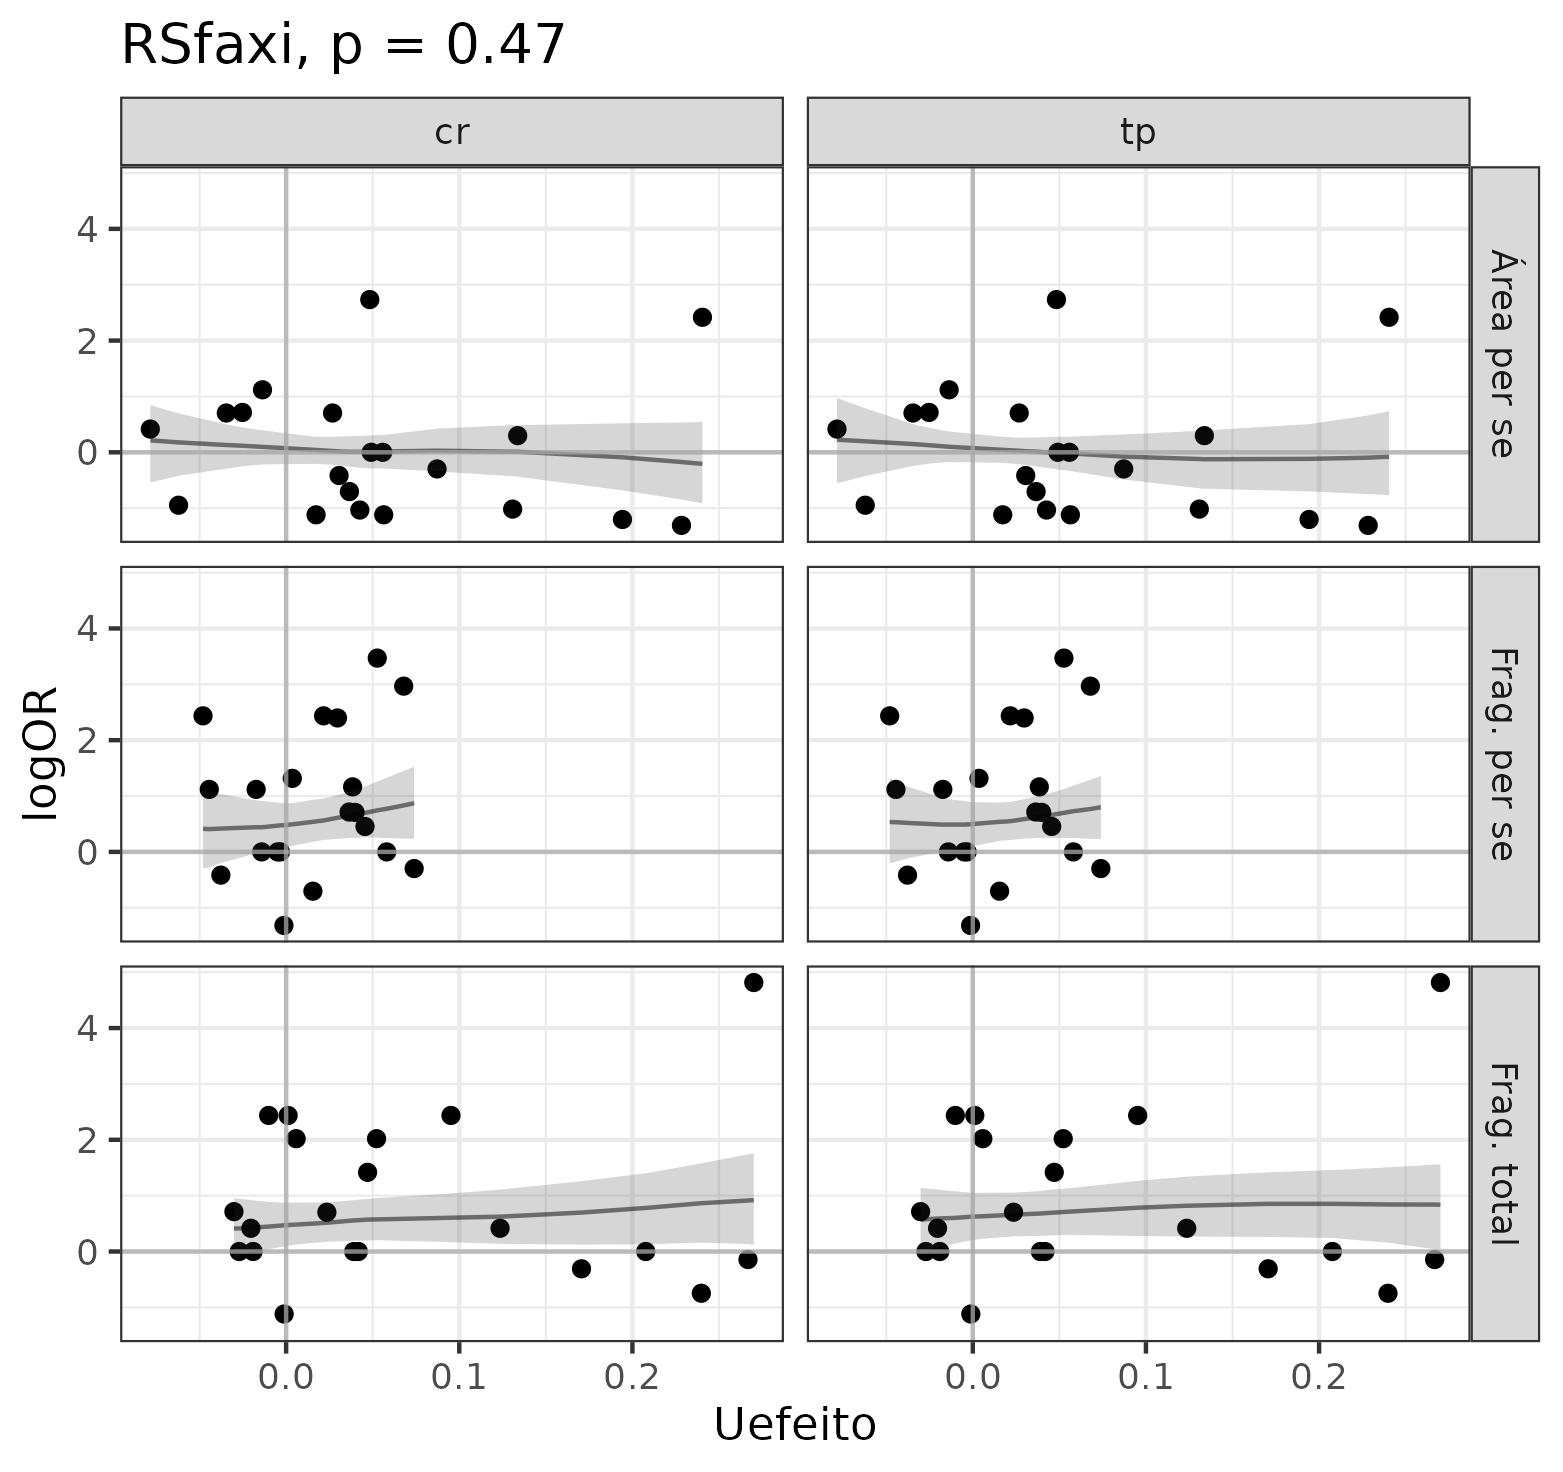 RSfaxi, p = 0.47
cr
tp
4
2
0
Área per se
4
2
0
Frag. per se
4
2
0
Frag. total
logOR
0.0
0.1
0.2
0.0
0.1
0.2
Uefeito